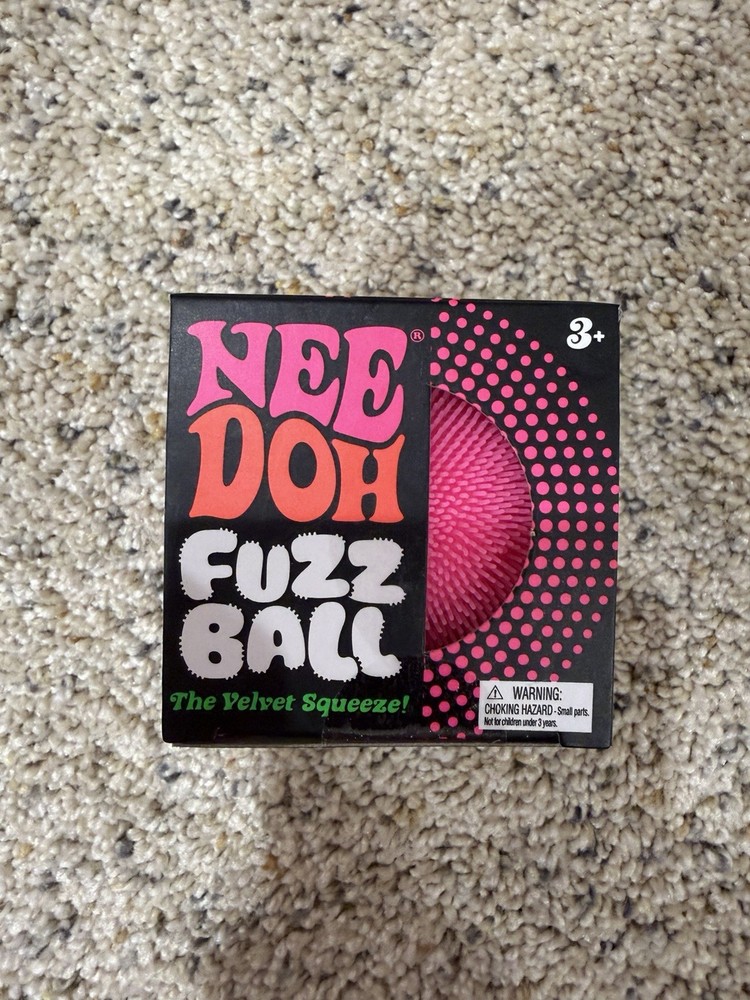 NEE
DOH®
FUZZ
BALL
The Velvet Squeeze!
3+
⚠ WARNING:
CHOKING HAZARD - Small parts.
Not for children under 3 years.